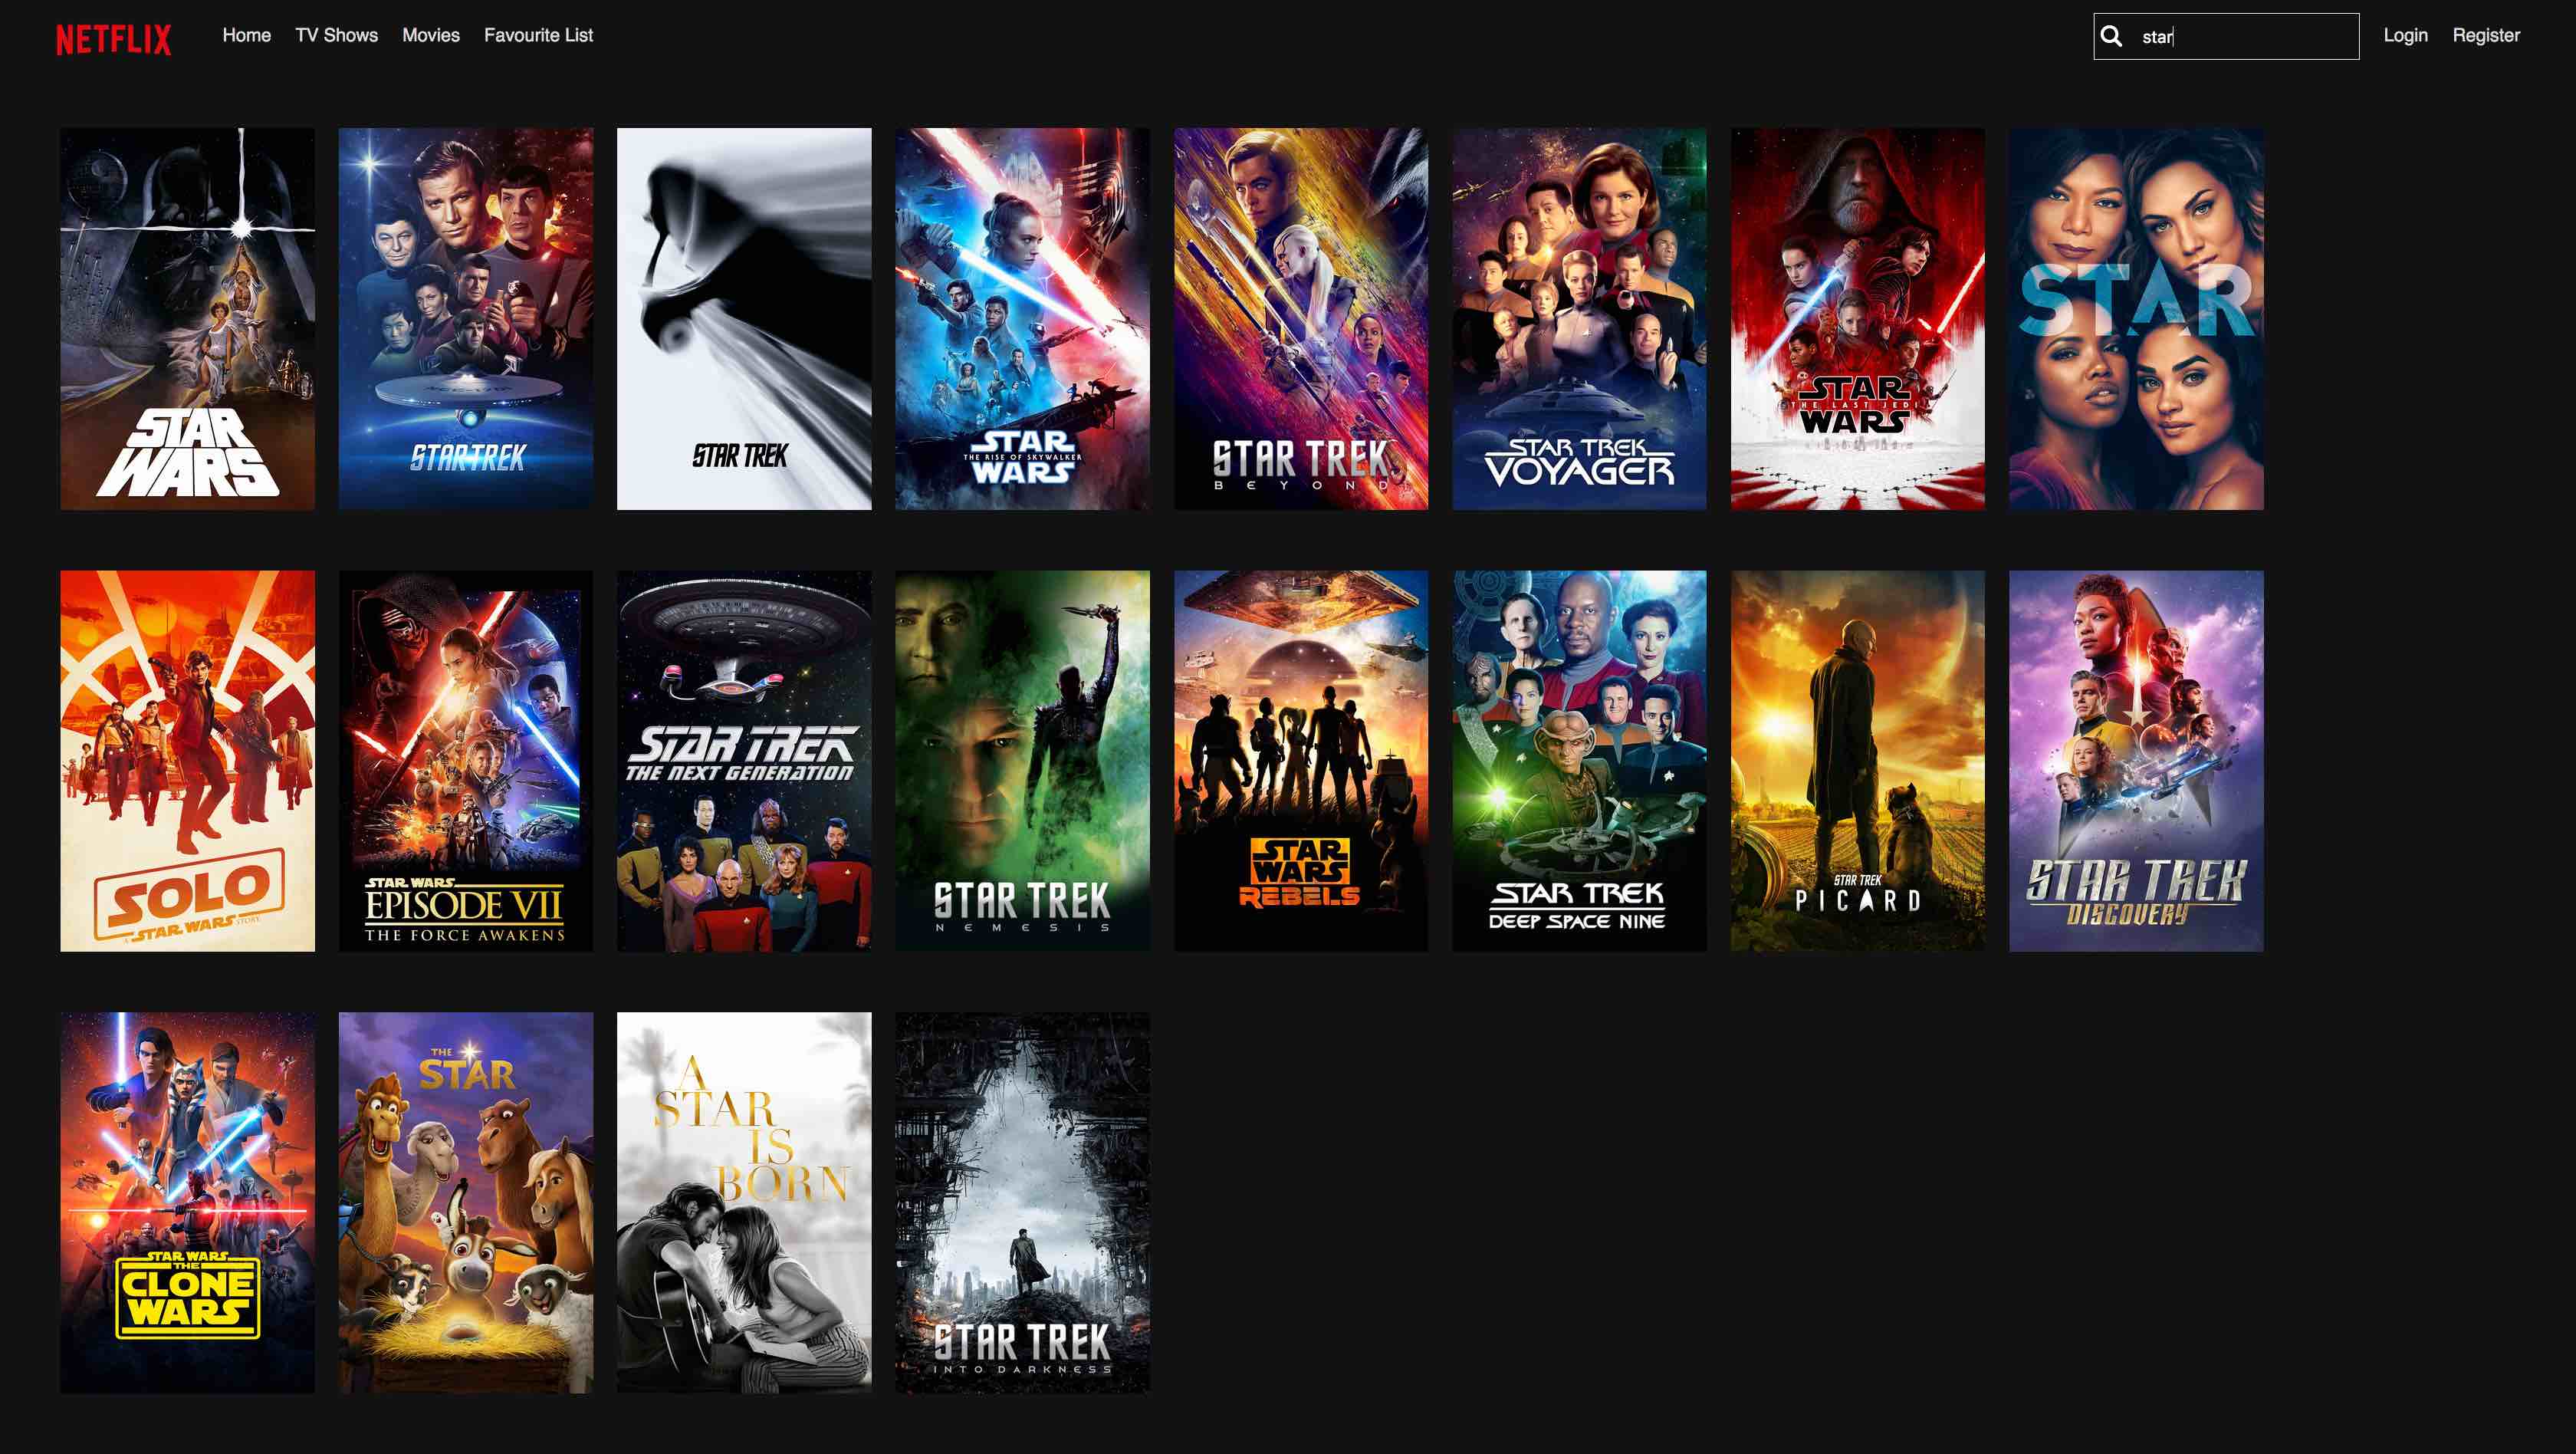 NETFLIX
Home
TV Shows
Movies
Favourite List
star
Login
Register
STAR
WARS
STAR TREK
STAR TREK
STAR
THE RISE OF SKYWALKER
WARS
STAR TREK
BEYOND
STAR TREK
VOYAGER
STAR
THE LAST JEDI
WARS
STAR
SOLO
A STAR WARS STORY
STAR WARS
EPISODE VII
THE FORCE AWAKENS
STAR TREK
THE NEXT GENERATION
STAR TREK
NEMESIS
STAR
WARS
REBELS
STAR TREK
DEEP SPACE NINE
STAR TREK
PICARD
STAR TREK
DISCOVERY
STAR WARS
THE
CLONE
WARS
THE
STAR
A
STAR
IS
BORN
STAR TREK
INTO DARKNESS